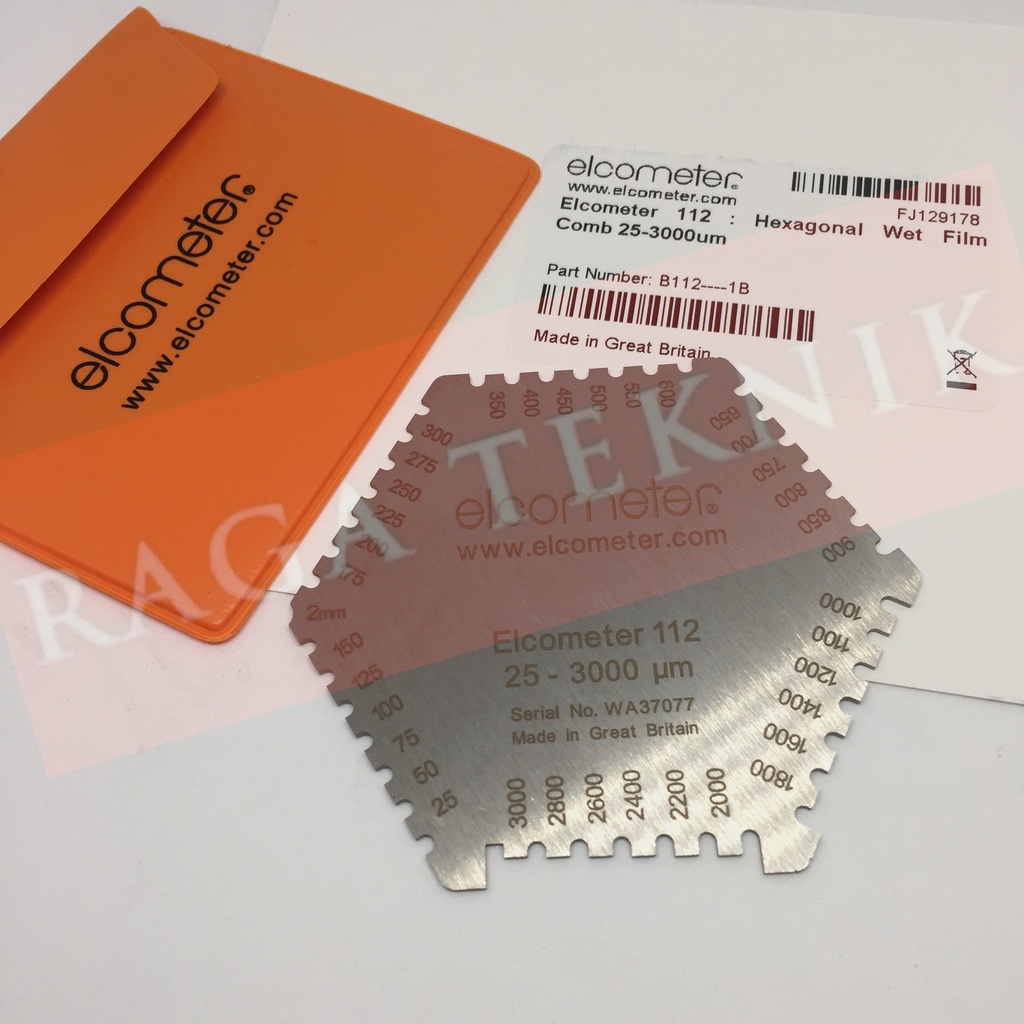 elcometer®
www.elcometer.com
elcometer®
www.elcometer.com
FJ129178
Elcometer 112 : Hexagonal Wet Film
Comb 25-3000um
Part Number: B112----1B
Made in Great Britain
RAGA TEKNIK
350 400 450 500 550 600
650 700 750 800 850 900
300
275
250
225
200
175
elcometer®
www.elcometer.com
2mm
150
125
100
75
50
25
Elcometer 112
25 - 3000 µm
Serial No. WA37077
Made in Great Britain
1000
1100
1200
1400
1600
1800
3000 2800 2600 2400 2200 2000